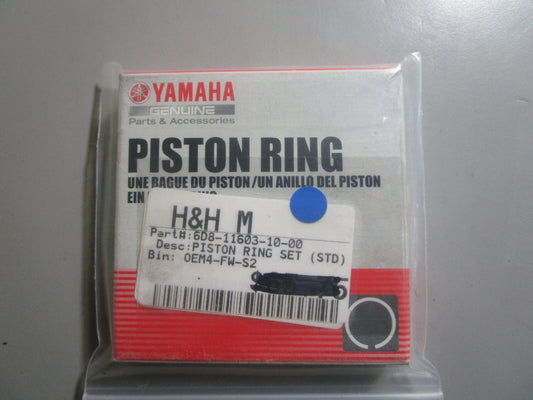 YAMAHA
GENUINE
Parts & Accessories
PISTON RING
UNE BAGUE DU PISTON/UN ANILLO DEL PISTON
EIN
H&H M
Part#:6D8-11603-10-00
Desc:PISTON RING SET (STD)
Bin: OEM4-FW-S2